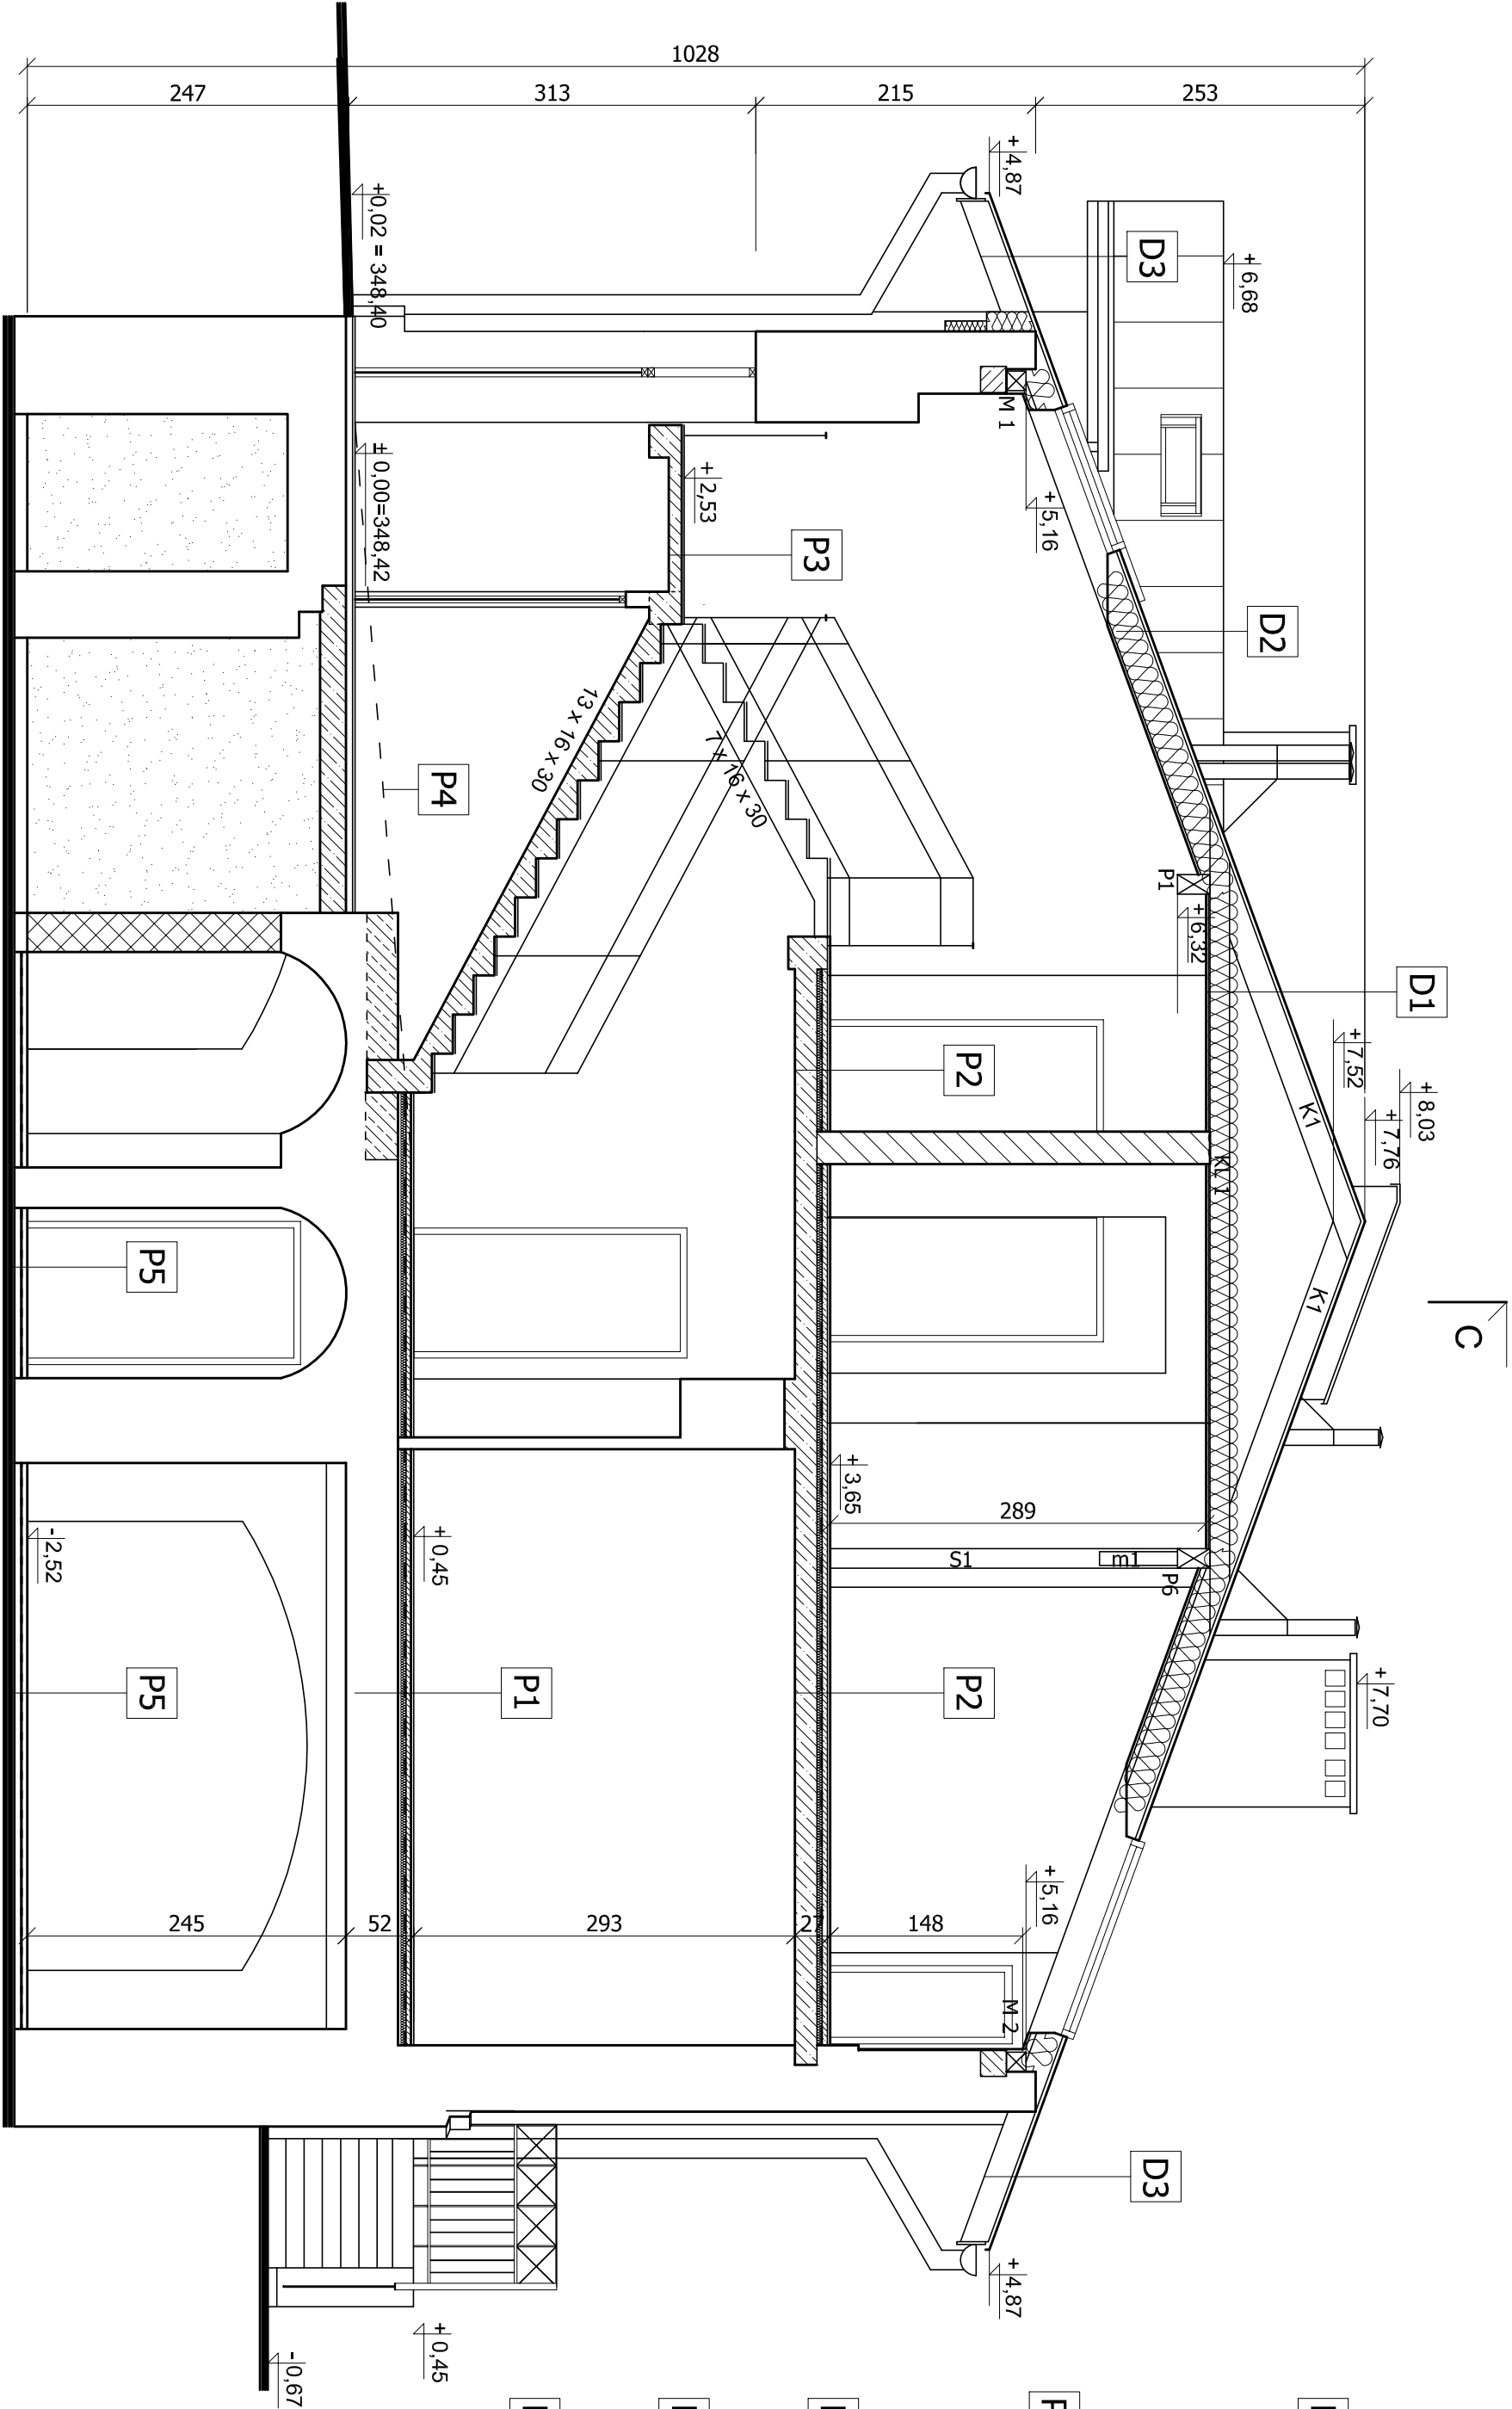 C
+ 8,03
+ 7,76
+ 7,52
+ 7,70
+ 6,68
D1
D2
D3
D3
K1
K1
KL 1
P1
+ 6,32
P6
m1
S1
289
+ 3,65
1028
253
215
313
247
+ 4,87
+ 5,16
M 1
+ 5,16
M 2
+ 4,87
P3
+ 2,53
P2
P2
7 x 16 x 30
13 x 16 x 30
148
27
293
52
245
P4
P1
+0,02 = 348,40
± 0,00=348,42
+ 0,45
+ 0,45
- 0,67
P5
P5
- 2,52